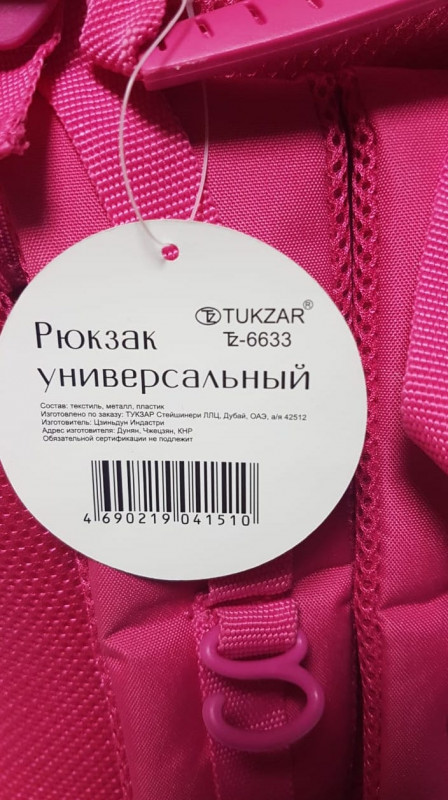 TUKZAR®
Tz-6633
Рюкзак
универсальный
Состав: текстиль, металл, пластик
Изготовлено по заказу: ТУКЗАР Стейшинери ЛЛЦ, Дубай, ОАЭ, а/я 42512
Изготовитель: Цзиньдун Индастри
Адрес изготовителя: Дунян, Чжецзян, КНР
Обязательной сертификации не подлежит
4 690219 041510